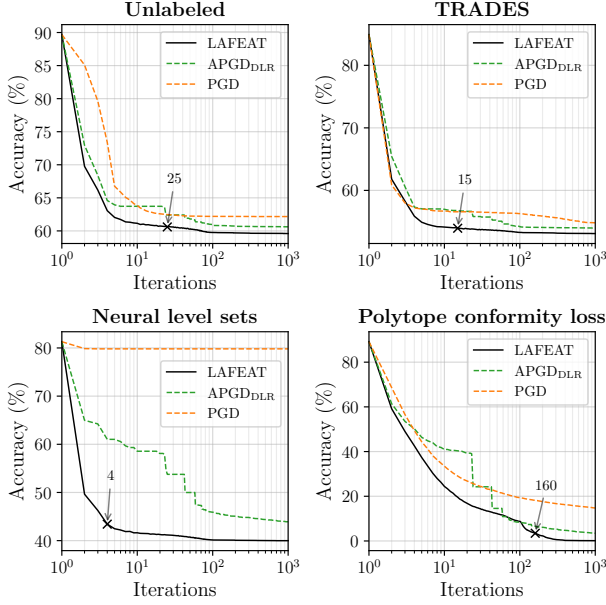 Unlabeled
Accuracy (%)
90
85
80
75
70
65
60
LAFEAT
APGD_DLR
PGD
25
10^0
10^1
10^2
10^3
Iterations
TRADES
Accuracy (%)
80
70
60
LAFEAT
APGD_DLR
PGD
15
10^0
10^1
10^2
10^3
Iterations
Neural level sets
Accuracy (%)
80
70
60
50
40
LAFEAT
APGD_DLR
PGD
4
10^0
10^1
10^2
10^3
Iterations
Polytope conformity loss
Accuracy (%)
80
60
40
20
0
LAFEAT
APGD_DLR
PGD
160
10^0
10^1
10^2
10^3
Iterations